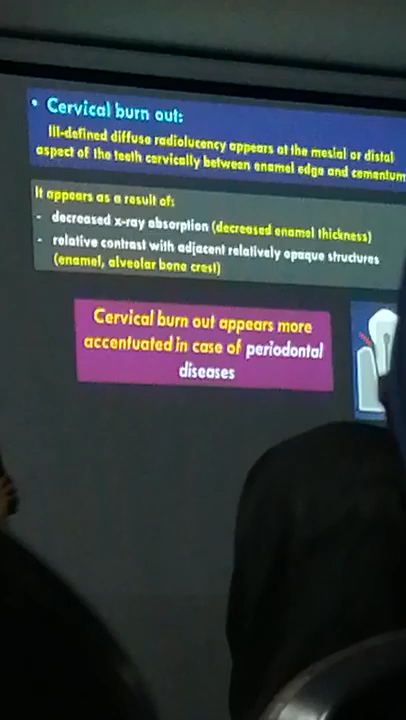 • Cervical burn out:
Ill-defined diffuse radiolucency appears at the mesial or distal
aspect of the teeth cervically between enamel edge and cementum
It appears as a result of:
- decreased x-ray absorption (decreased enamel thickness)
- relative contrast with adjacent relatively opaque structures
(enamel, alveolar bone crest)
Cervical burn out appears more
accentuated in case of periodontal
diseases